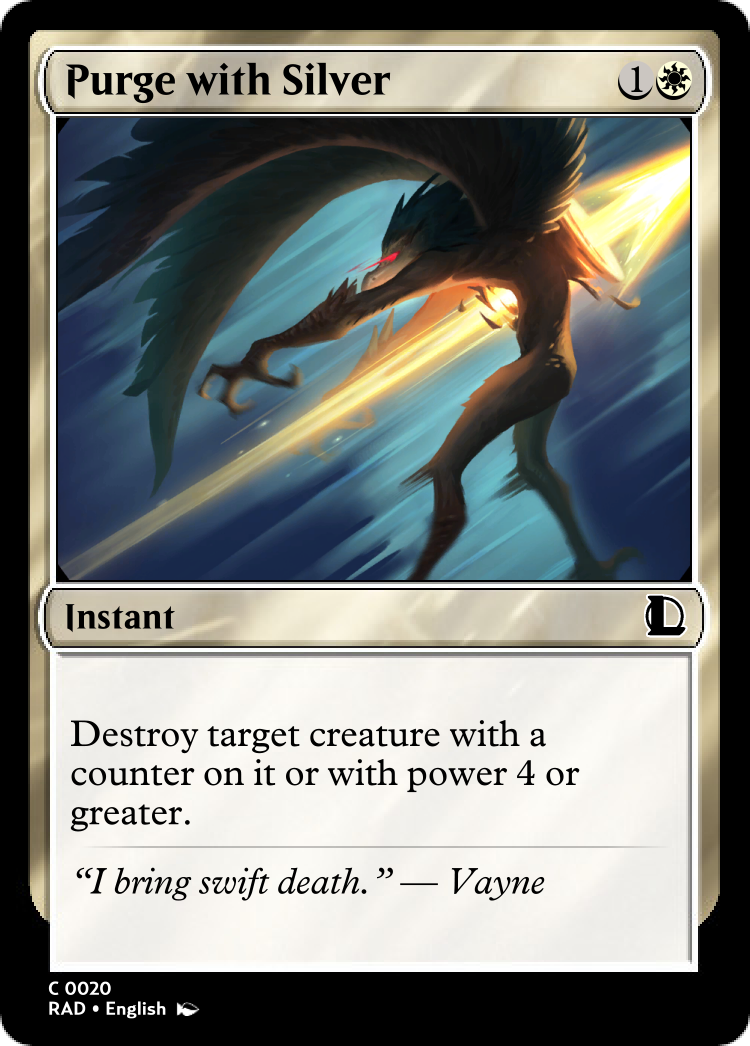 Purge with Silver 1
Instant
Destroy target creature with a
counter on it or with power 4 or
greater.
“I bring swift death.” — Vayne
C 0020
RAD • English